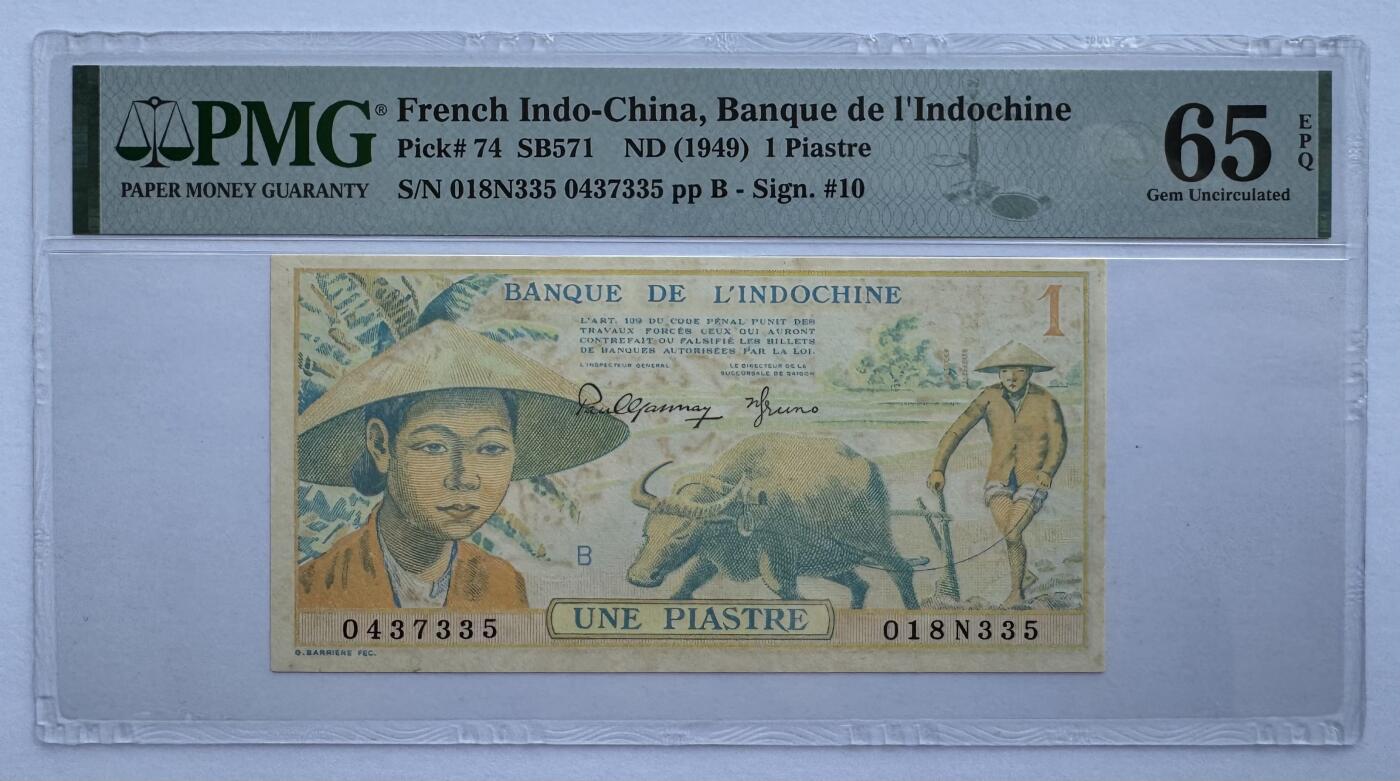 PMG®
PAPER MONEY GUARANTY
French Indo-China, Banque de l'Indochine
Pick# 74 SB571 ND (1949) 1 Piastre
S/N 018N335 0437335 pp B - Sign. #10
65 EPQ
Gem Uncirculated
BANQUE DE L'INDOCHINE
1
L'ART. 109 DU CODE PÉNAL PUNIT DES
TRAVAUX FORCÉS CEUX QUI AURONT
CONTREFAIT OU FALSIFIÉ LES BILLETS
DE BANQUES AUTORISÉES PAR LA LOI.
L'INSPECTEUR GÉNÉRAL
LE DIRECTEUR DE LA
SUCCURSALE DE SAIGON
B
UNE PIASTRE
0437335
018N335
G. BARRIÈRE FEC.